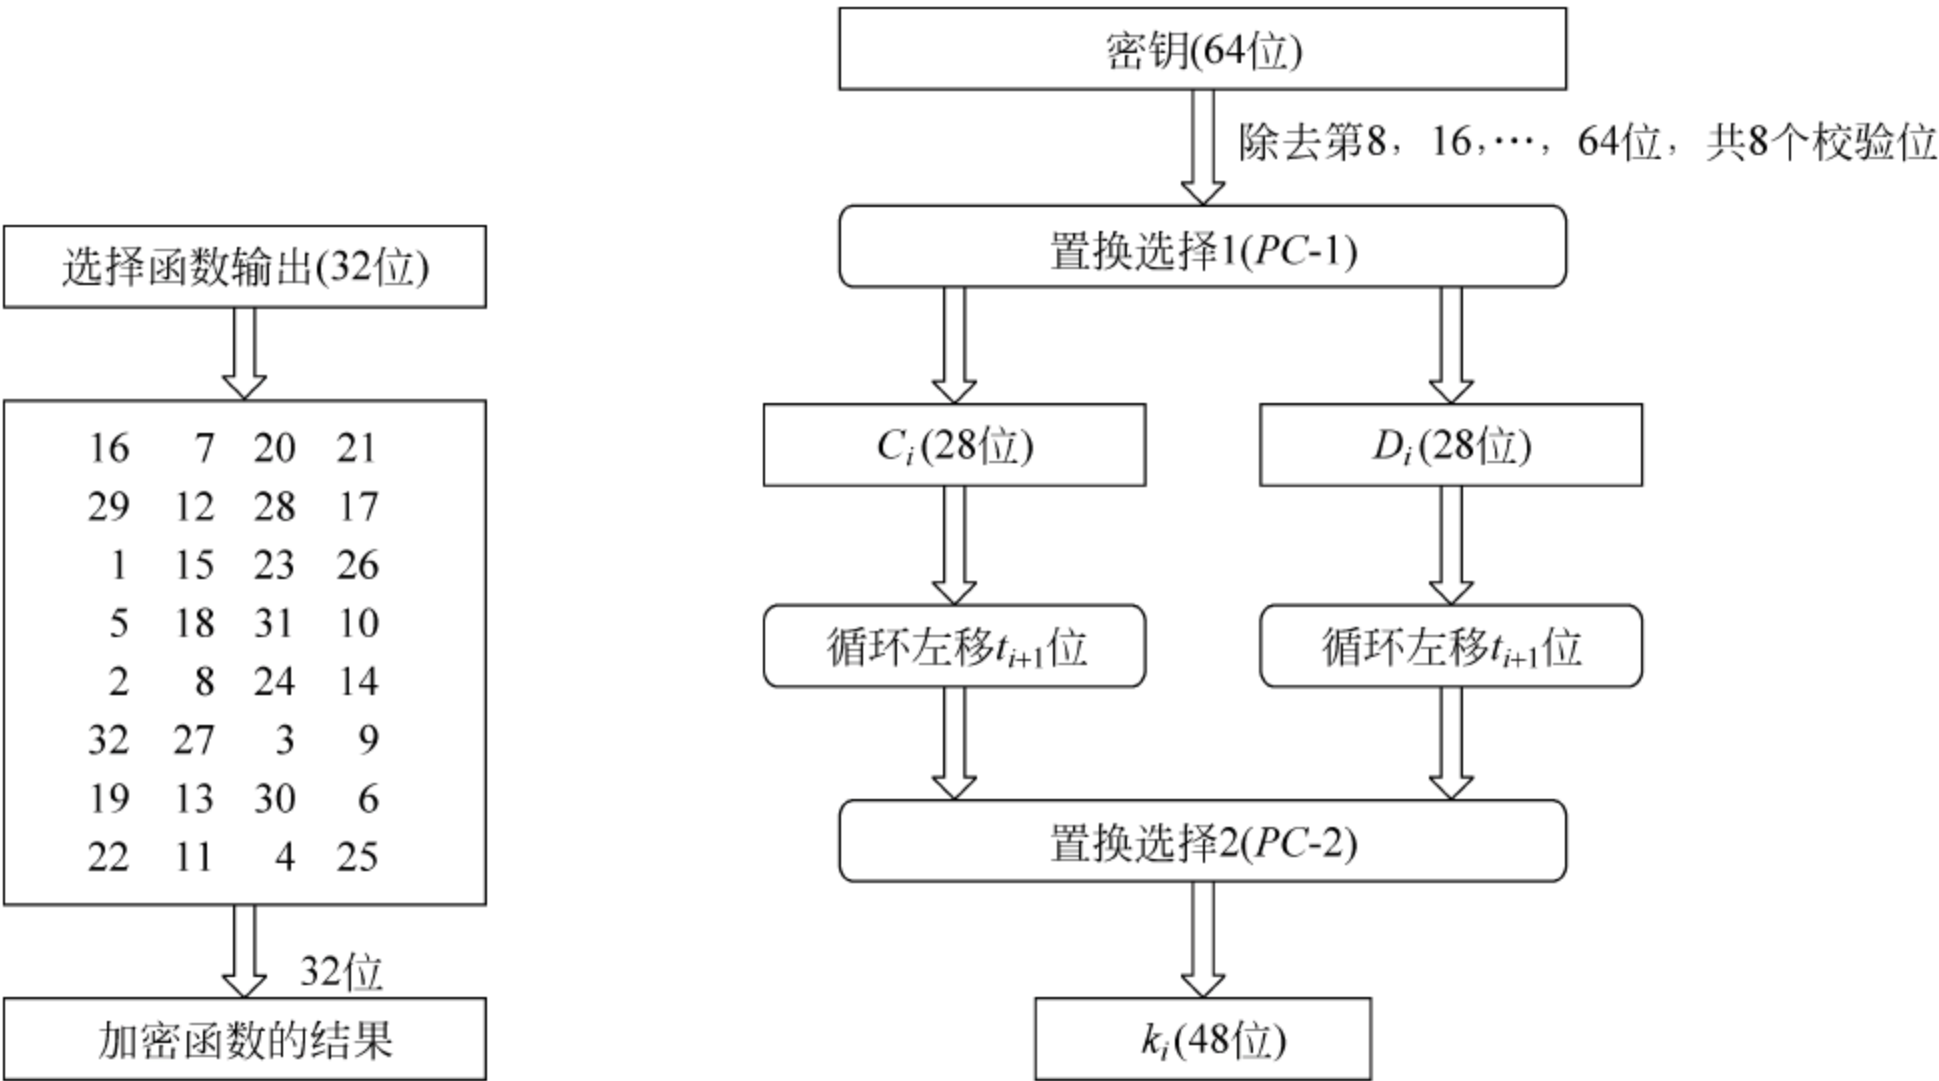 选择函数输出(32位)
16 7 20 21
29 12 28 17
1 15 23 26
5 18 31 10
2 8 24 14
32 27 3 9
19 13 30 6
22 11 4 25
32位
加密函数的结果
密钥(64位)
除去第8，16,⋯，64位，共8个校验位
置换选择1(PC-1)
Ci(28位)
Di(28位)
循环左移ti+1位
循环左移ti+1位
置换选择2(PC-2)
ki(48位)